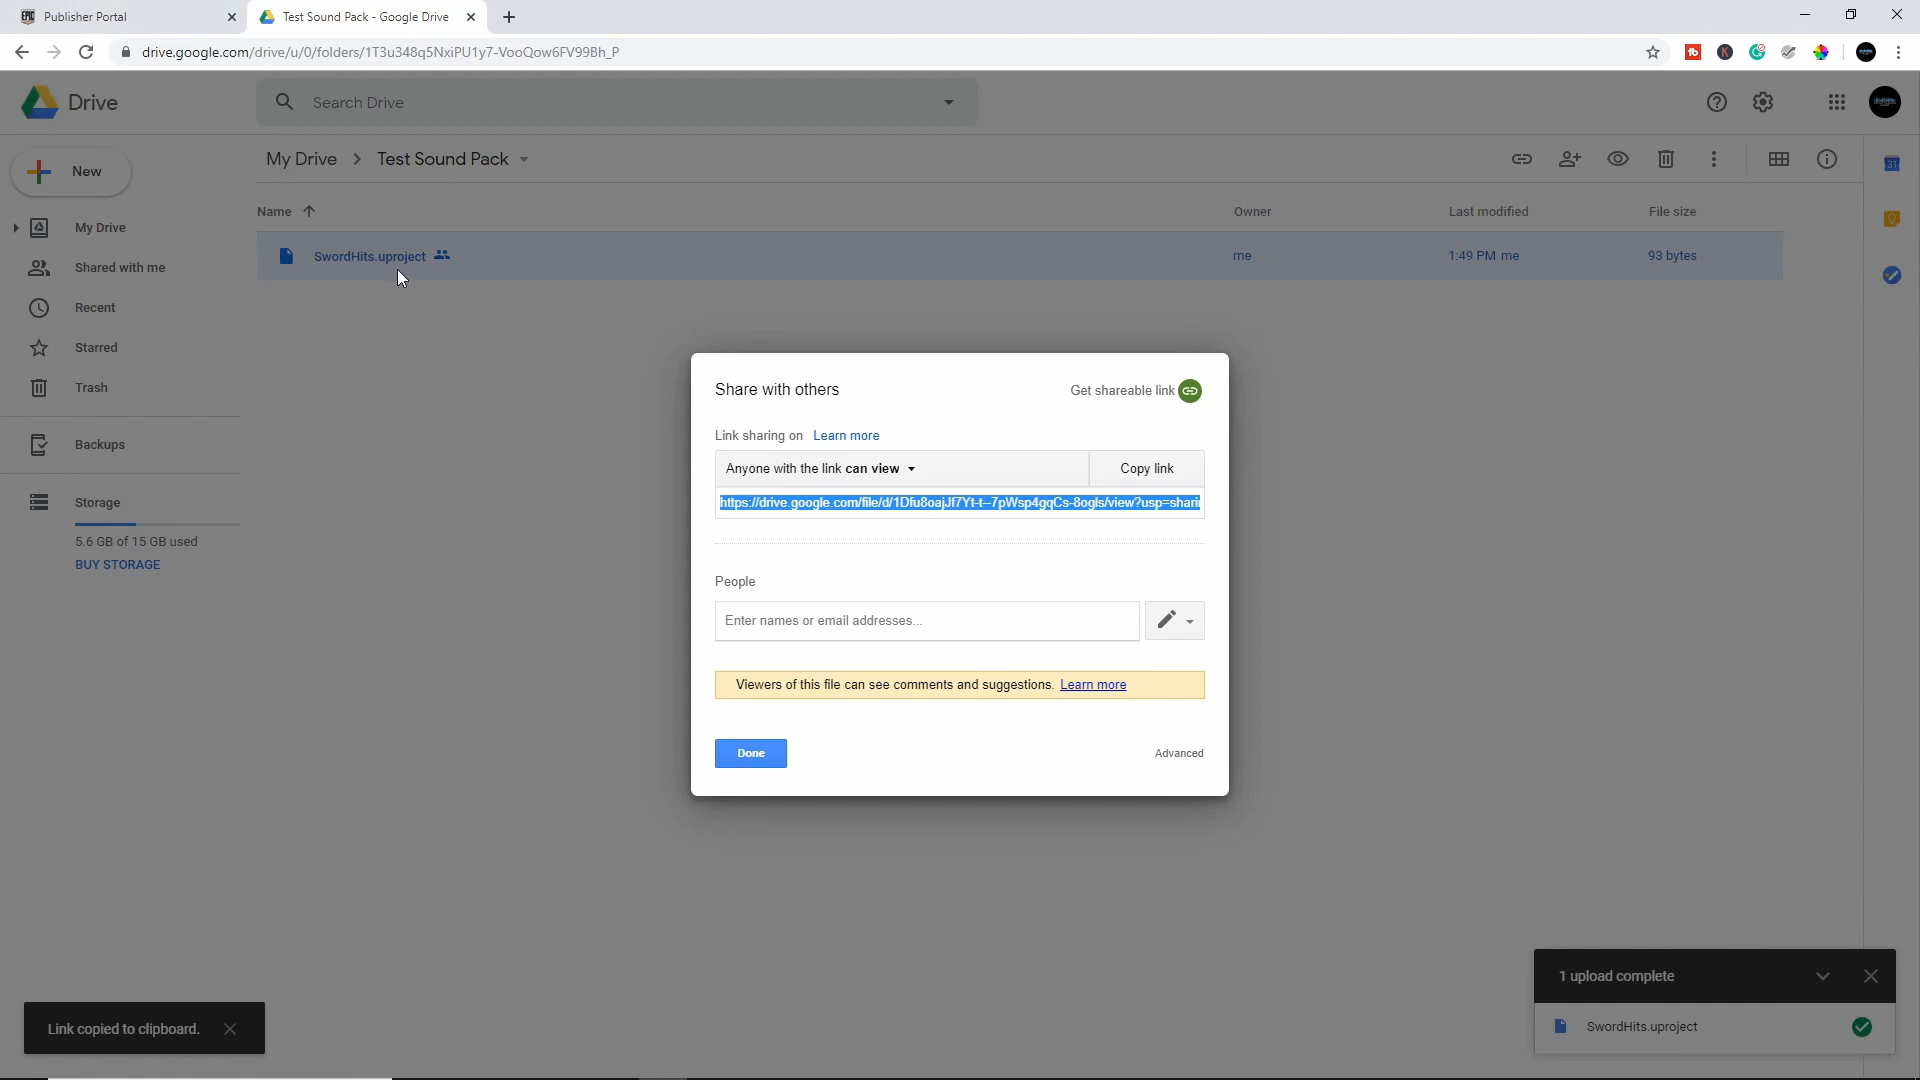 EPIC
Publisher Portal
Test Sound Pack - Google Drive
drive.google.com/drive/u/0/folders/1T3u348q5NxiPU1y7-VooQow6FV99Bh_P
Drive
Search Drive
New
My Drive > Test Sound Pack
Name
Owner
Last modified
File size
SwordHits.uproject
me
1:49 PM me
93 bytes
My Drive
Shared with me
Recent
Starred
Trash
Backups
Storage
5.6 GB of 15 GB used
BUY STORAGE
31
Share with others
Get shareable link
Link sharing on Learn more
Anyone with the link can view
Copy link
https://drive.google.com/file/d/1Dfu8oajJf7Yt-t--7pWsp4gqCs-8ogls/view?usp=shari
People
Enter names or email addresses...
Viewers of this file can see comments and suggestions. Learn more
Done
Advanced
Link copied to clipboard.
1 upload complete
SwordHits.uproject